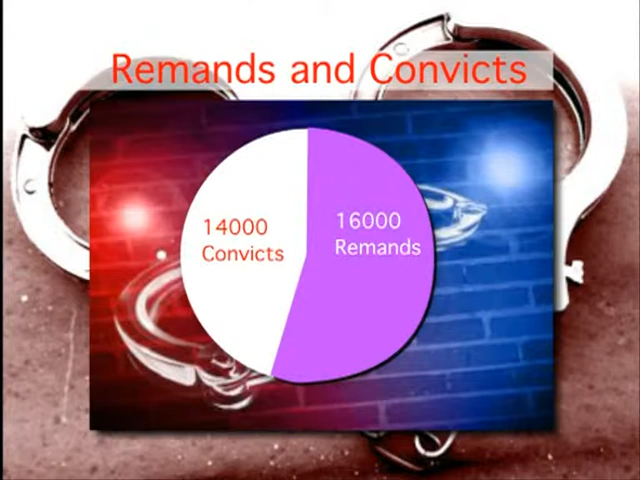 Remands and Convicts
14000
Convicts
16000
Remands